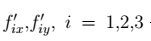 f'_{ix}, f'_{iy}, i = 1,2,3